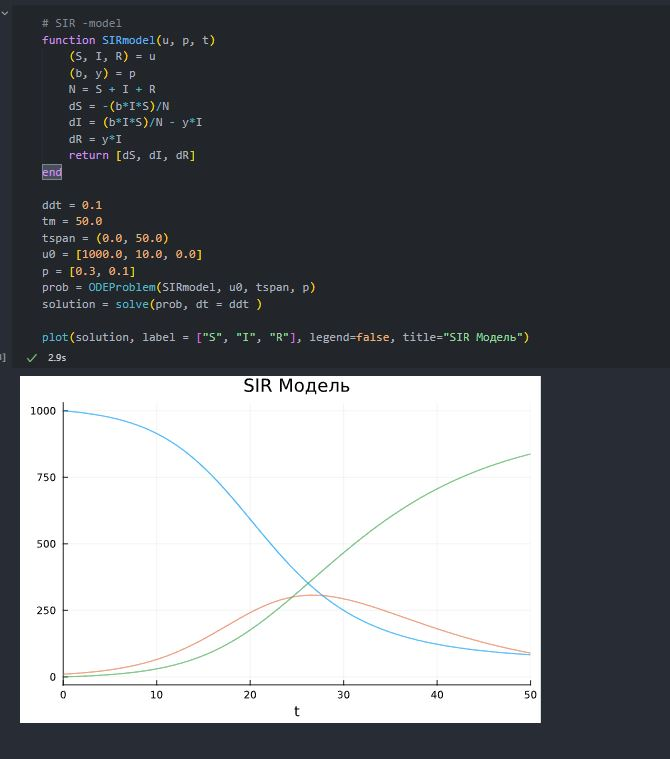 # SIR -model
function SIRmodel(u, p, t)
    (S, I, R) = u
    (b, y) = p
    N = S + I + R
    dS = -(b*I*S)/N
    dI = (b*I*S)/N - y*I
    dR = y*I
    return [dS, dI, dR]
end
ddt = 0.1
tm = 50.0
tspan = (0.0, 50.0)
u0 = [1000.0, 10.0, 0.0]
p = [0.3, 0.1]
prob = ODEProblem(SIRmodel, u0, tspan, p)
solution = solve(prob, dt = ddt )
plot(solution, label = ["S", "I", "R"], legend=false, title="SIR Модель")
2.9s
SIR Модель
1000
750
500
250
0
0 10 20 30 40 50
t